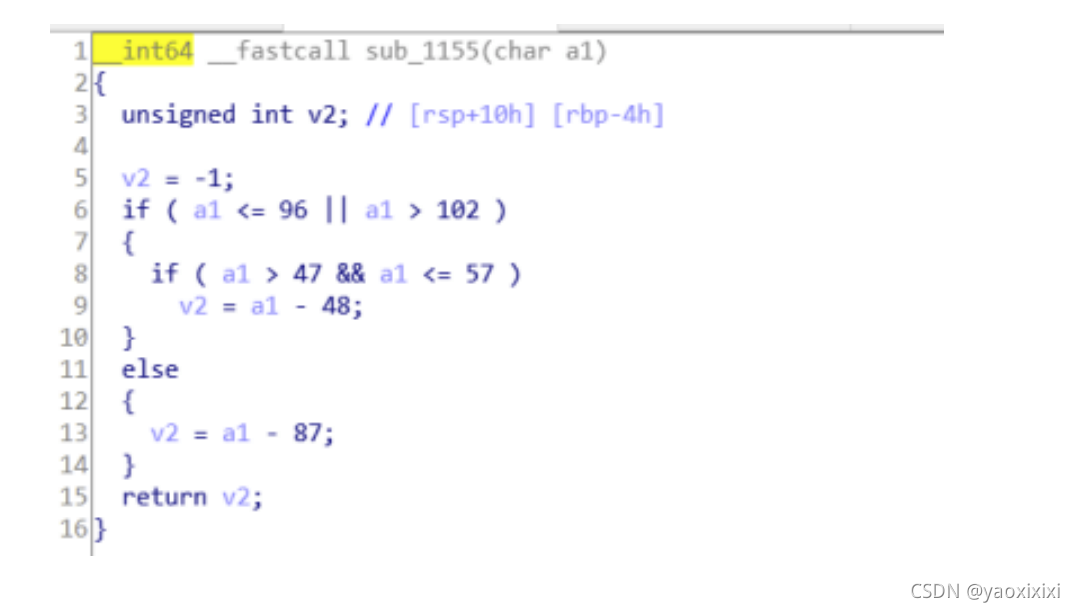 1 __int64 __fastcall sub_1155(char a1)
2 {
3 unsigned int v2; // [rsp+10h] [rbp-4h]
4
5 v2 = -1;
6 if ( a1 <= 96 || a1 > 102 )
7 {
8 if ( a1 > 47 && a1 <= 57 )
9 v2 = a1 - 48;
10 }
11 else
12 {
13 v2 = a1 - 87;
14 }
15 return v2;
16 }
CSDN @yaoxixixi